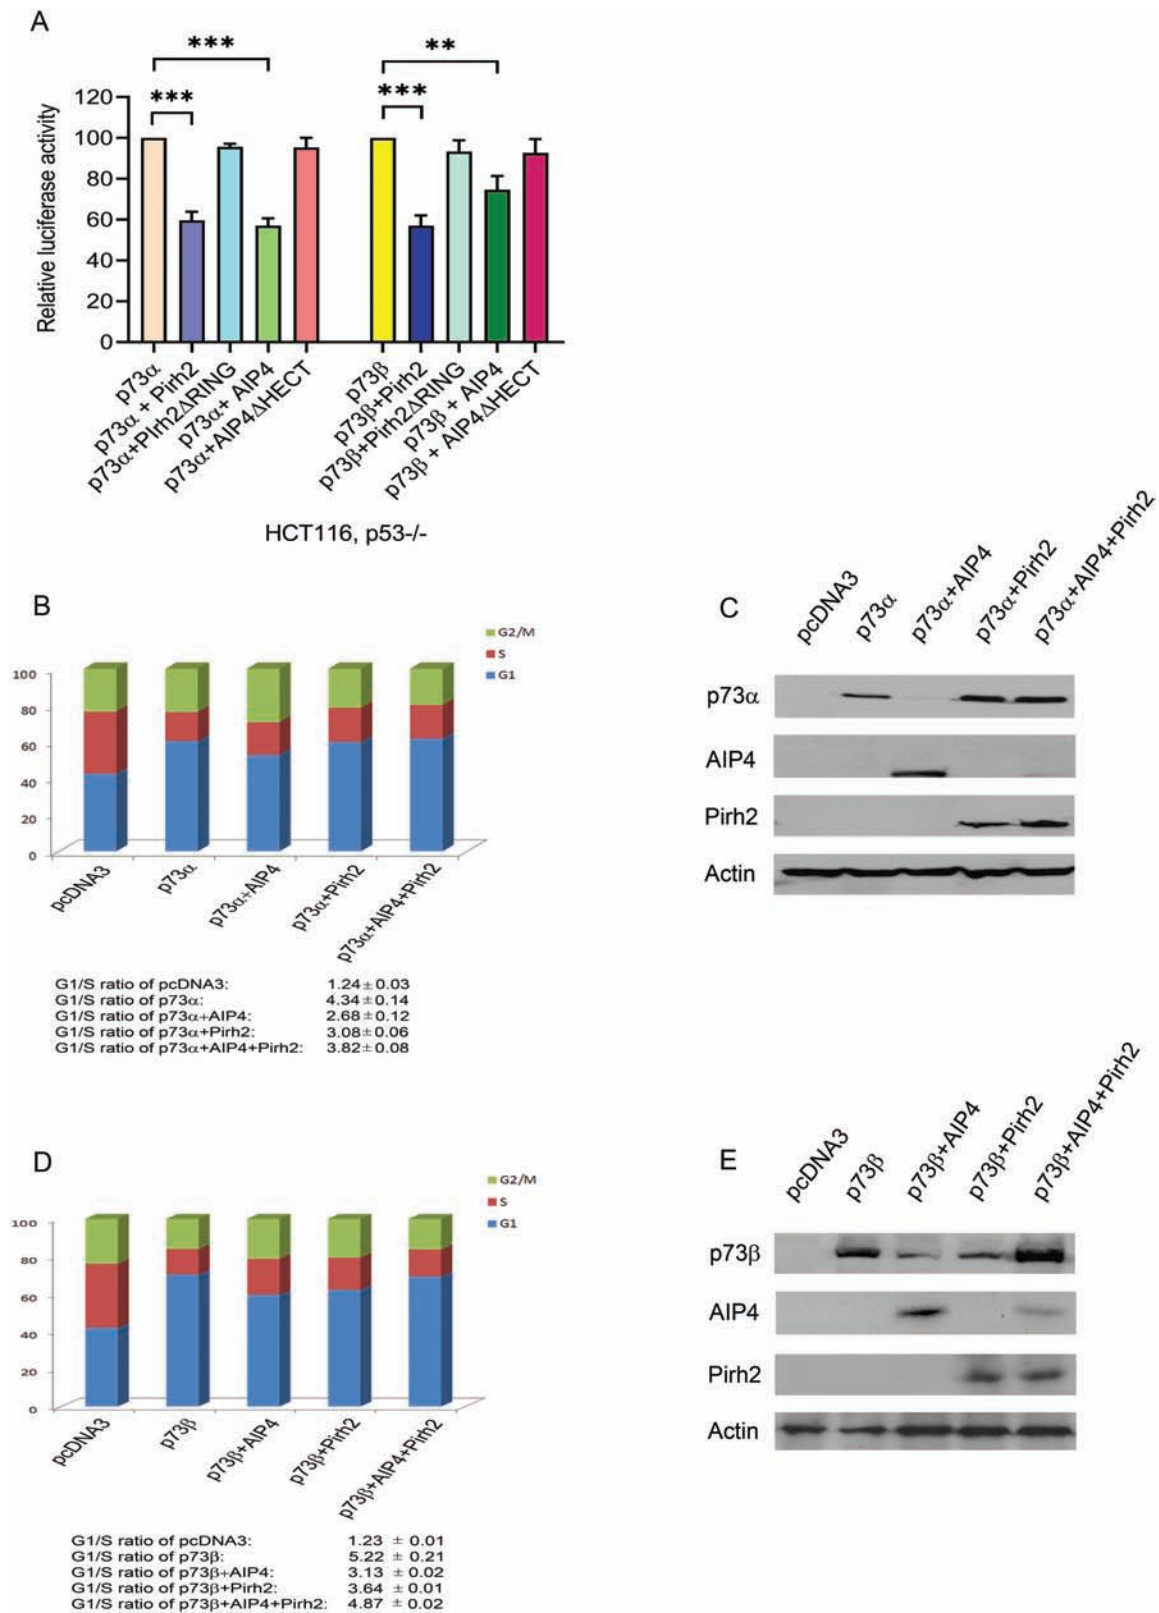 A
***
**
***
***
120
100
80
60
40
20
0
Relative luciferase activity
p73α
p73α + Pirh2
p73α+PIrh2ΔRING
p73α+ AIP4
p73α+AIP4ΔHECT
p73β
p73β+Pirh2
p73β+Pirh2ΔRING
p73β + AIP4
p73β + AIP4ΔHECT
HCT116, p53-/-
B
G2/M
S
G1
100
80
60
40
20
0
pcDNA3
p73α
p73α+AIP4
p73α+Pirh2
p73α+AIP4+Pirh2
G1/S ratio of pcDNA3: 1.24 ± 0.03
G1/S ratio of p73α: 4.34 ± 0.14
G1/S ratio of p73α+AIP4: 2.68 ± 0.12
G1/S ratio of p73α+Pirh2: 3.08 ± 0.06
G1/S ratio of p73α+AIP4+Pirh2: 3.82 ± 0.08
C
pcDNA3
p73α
p73α+AIP4
p73α+Pirh2
p73α+AIP4+Pirh2
p73α
AIP4
Pirh2
Actin
D
G2/M
S
G1
100
80
60
40
20
0
pcDNA3
p73β
p73β+AIP4
p73β+Pirh2
p73β+AIP4+Pirh2
G1/S ratio of pcDNA3: 1.23 ± 0.01
G1/S ratio of p73β: 5.22 ± 0.21
G1/S ratio of p73β+AIP4: 3.13 ± 0.02
G1/S ratio of p73β+Pirh2: 3.64 ± 0.01
G1/S ratio of p73β+AIP4+Pirh2: 4.87 ± 0.02
E
pcDNA3
p73β
p73β+AIP4
p73β+Pirh2
p73β+AIP4+Pirh2
p73β
AIP4
Pirh2
Actin